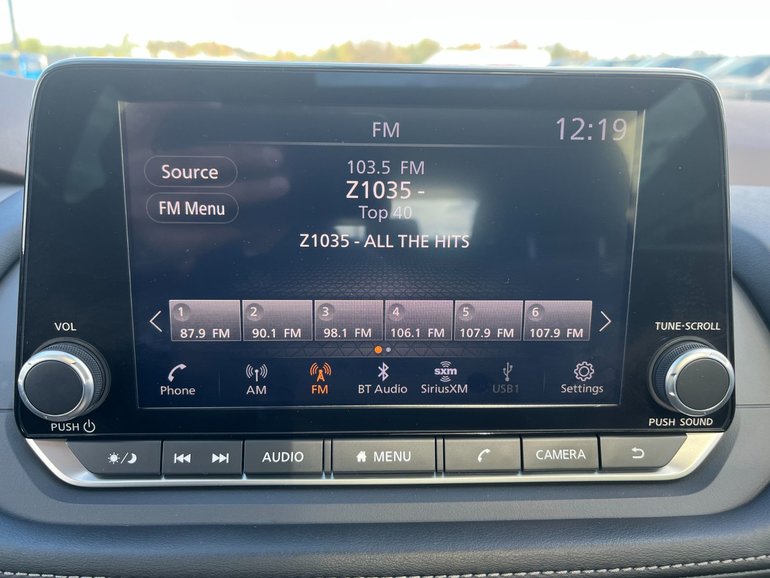 FM
12:19
Source
103.5 FM
Z1035 -
FM Menu
Top 40
Z1035 - ALL THE HITS
1 2 3 4 5 6
87.9 FM 90.1 FM 98.1 FM 106.1 FM 107.9 FM 107.9 FM
VOL
TUNE·SCROLL
sxm
Phone AM FM BT Audio SiriusXM USB1 Settings
PUSH
PUSH SOUND
AUDIO MENU CAMERA